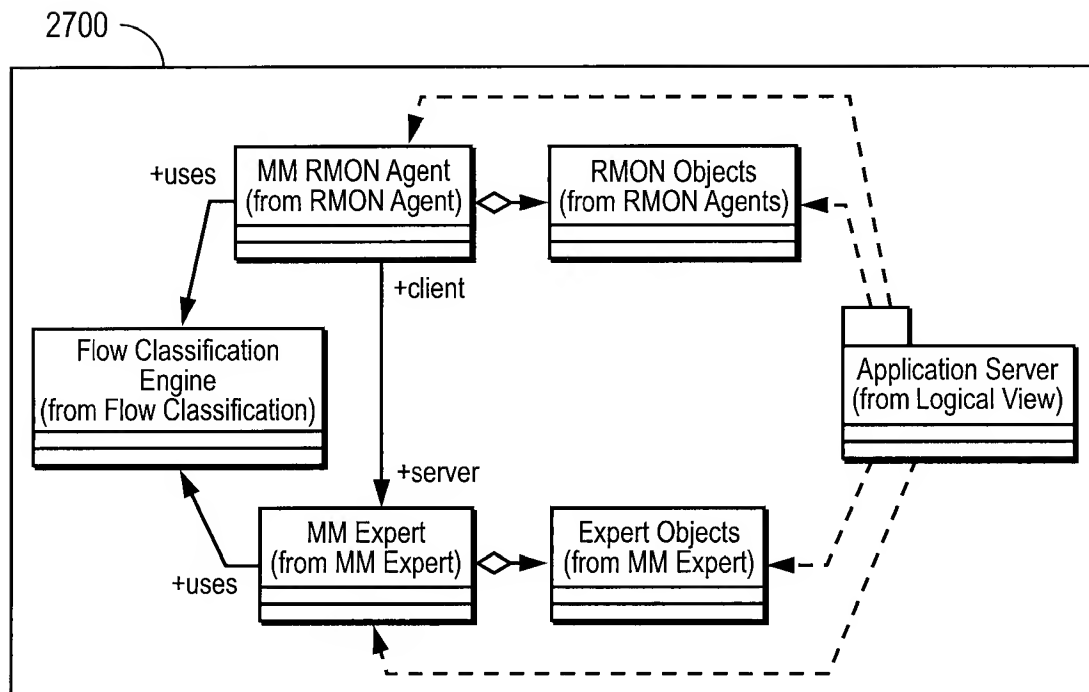 2700
+uses
MM RMON Agent
(from RMON Agent)
RMON Objects
(from RMON Agents)
+client
Flow Classification
Engine
(from Flow Classification)
Application Server
(from Logical View)
+server
MM Expert
(from MM Expert)
Expert Objects
(from MM Expert)
+uses